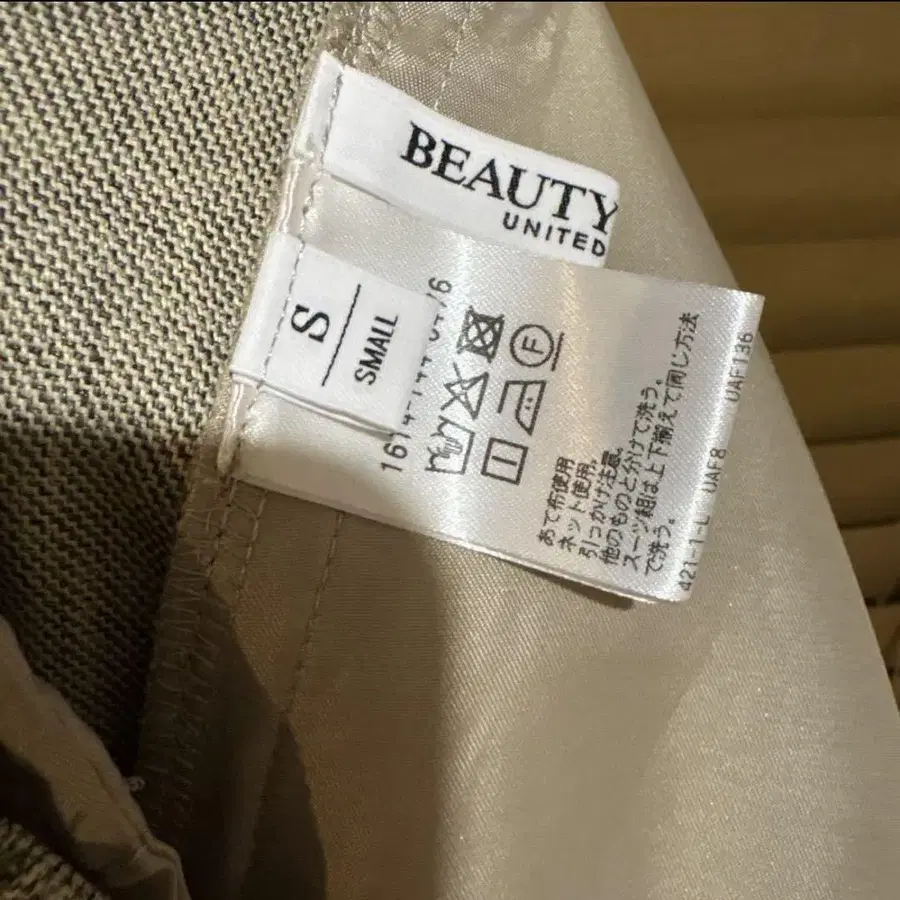 BEAUTY
UNITED
S
SMALL
F
あて布使用
ネット使用。
引っかけ注意。
他のものと分けて洗う。
スーツ組は上下揃えて同じ方法
で洗う。
421-1-L UAF8 UAF136